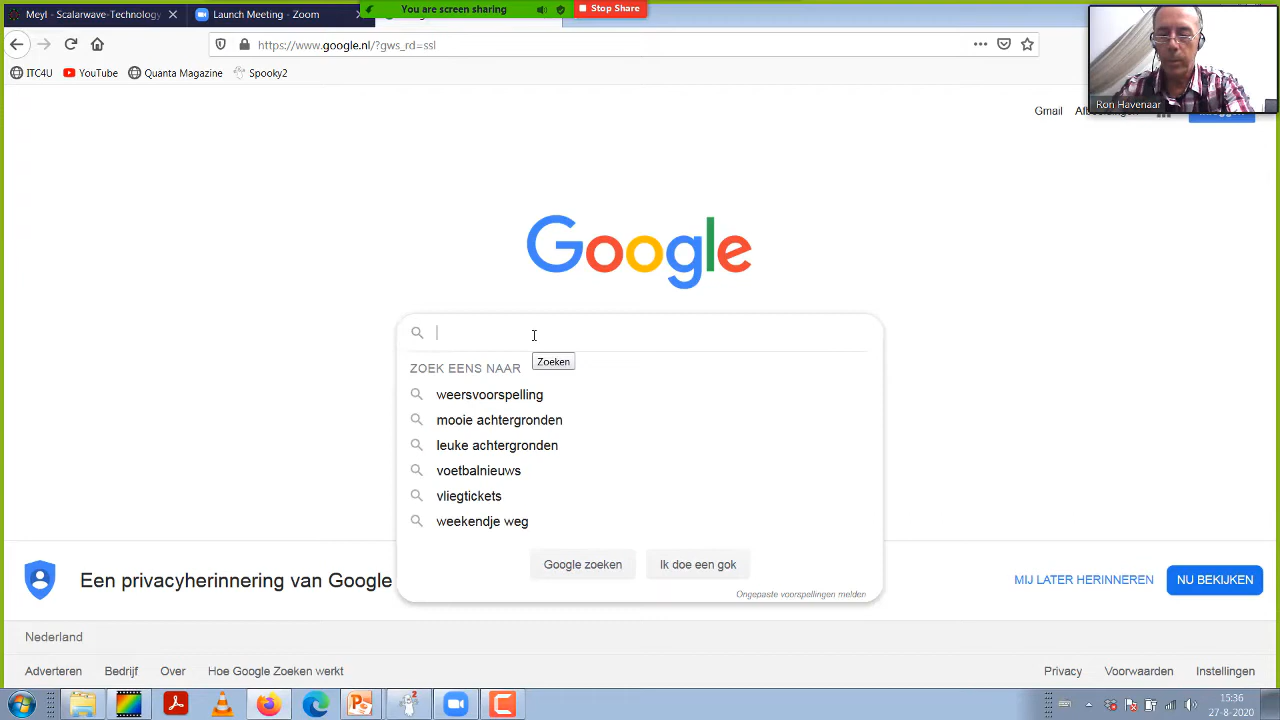 Meyl - Scalarwave-Technology
Launch Meeting - Zoom
You are screen sharing
Stop Share
https://www.google.nl/?gws_rd=ssl
ITC4U
YouTube
Quanta Magazine
Spooky2
Ron Havenaar
Gmail
Google
Zoeken
ZOEK EENS NAAR
weersvoorspelling
mooie achtergronden
leuke achtergronden
voetbalnieuws
vliegtickets
weekendje weg
Google zoeken
Ik doe een gok
Ongepaste voorspellingen melden
Een privacyherinnering van Google
MIJ LATER HERINNEREN
NU BEKIJKEN
Nederland
Adverteren
Bedrijf
Over
Hoe Google Zoeken werkt
Privacy
Voorwaarden
Instellingen
15:36
27-8-2020